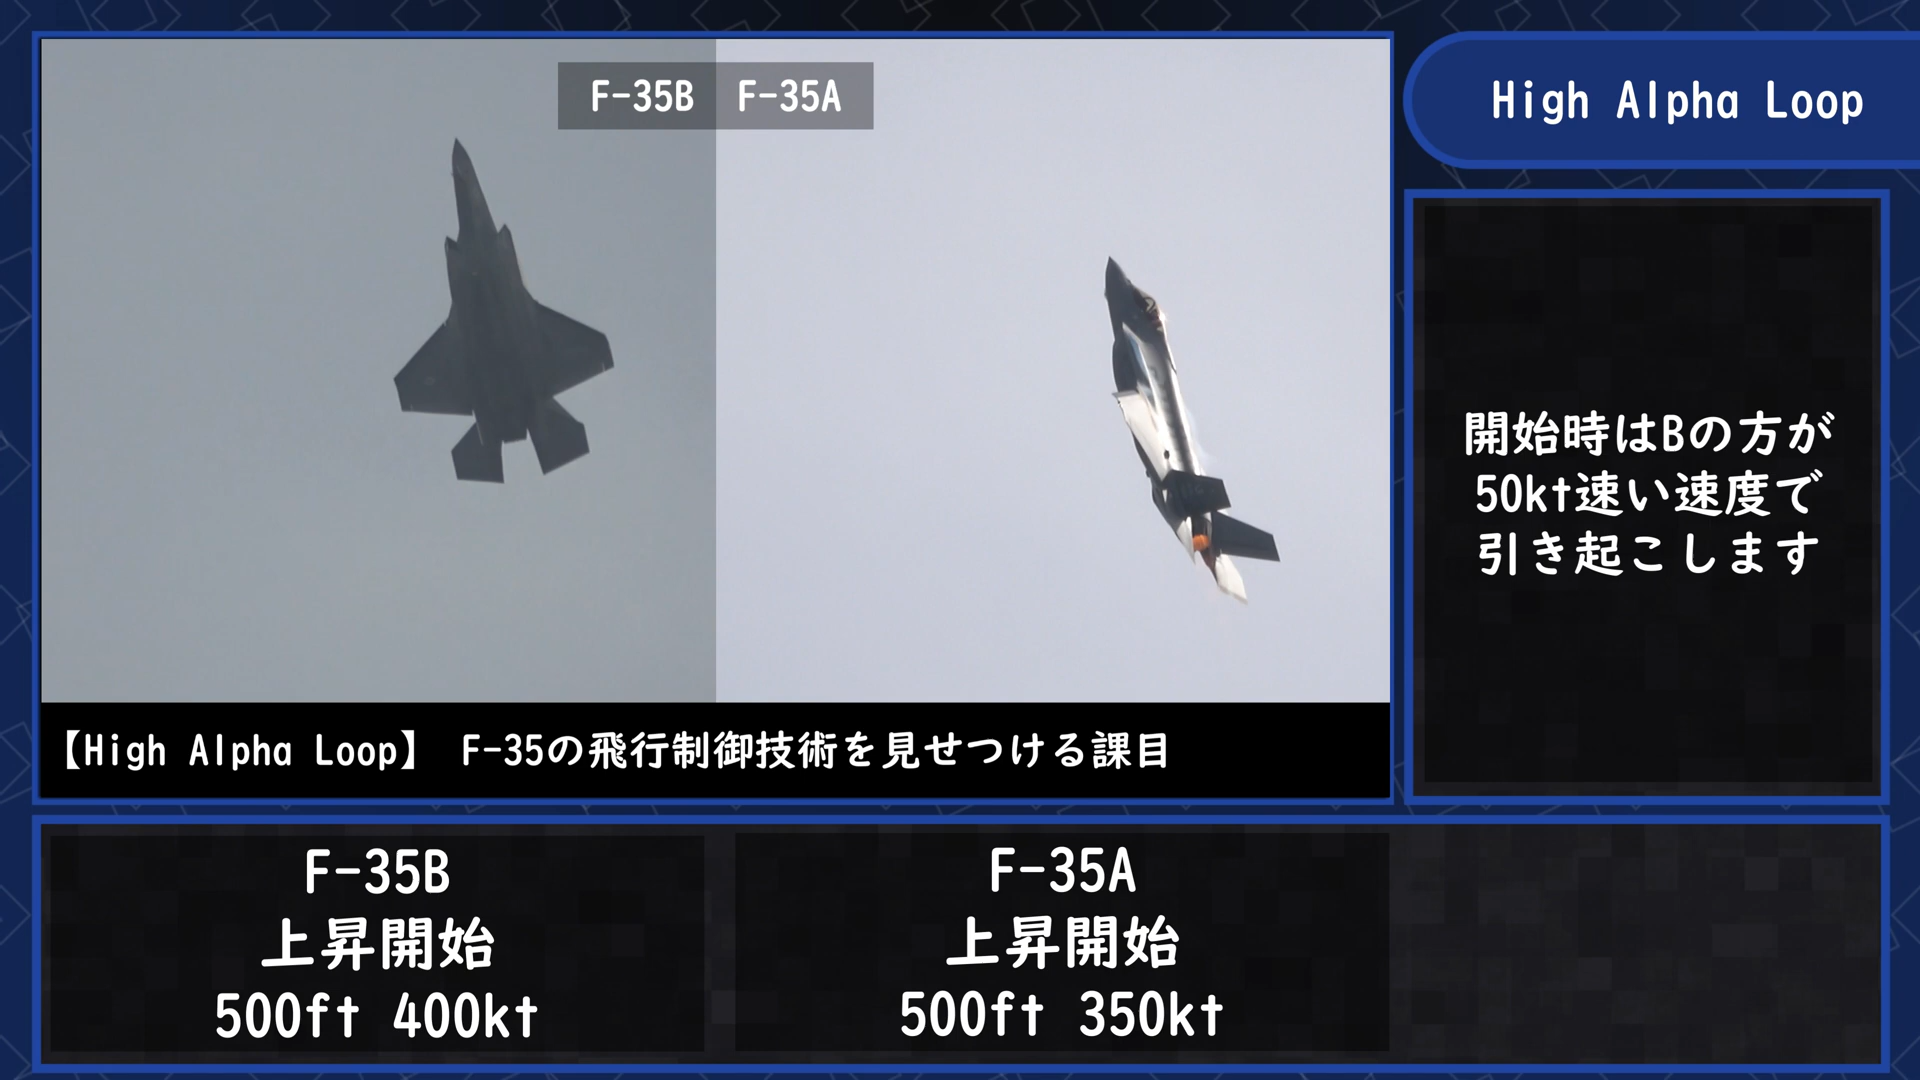 F-35B F-35A
High Alpha Loop
開始時はBの方が
50kt速い速度で
引き起こします
【High Alpha Loop】 F-35の飛行制御技術を見せつける課目
F-35B
上昇開始
500ft 400kt
F-35A
上昇開始
500ft 350kt